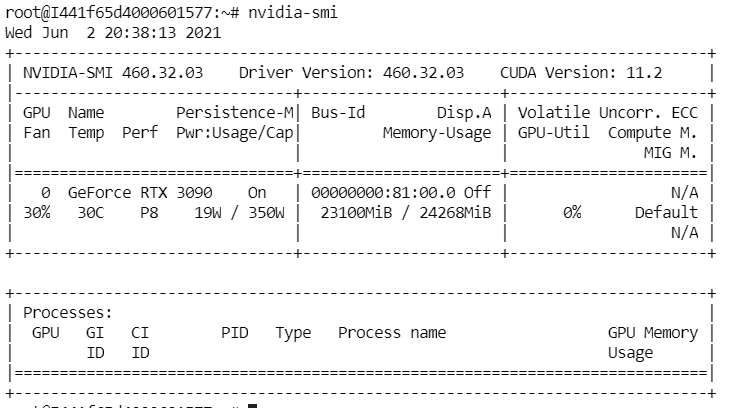 root@I441f65d4000601577:~# nvidia-smi
Wed Jun  2 20:38:13 2021
+-----------------------------------------------------------------------------+
| NVIDIA-SMI 460.32.03    Driver Version: 460.32.03    CUDA Version: 11.2     |
|-------------------------------+----------------------+----------------------+
| GPU  Name        Persistence-M| Bus-Id        Disp.A | Volatile Uncorr. ECC |
| Fan  Temp  Perf  Pwr:Usage/Cap|         Memory-Usage | GPU-Util  Compute M. |
|                               |                      |               MIG M. |
|===============================+======================+======================|
|   0  GeForce RTX 3090    On   | 00000000:81:00.0 Off |                  N/A |
| 30%   30C    P8    19W / 350W |  23100MiB / 24268MiB |      0%      Default |
|                               |                      |                  N/A |
+-------------------------------+----------------------+----------------------+

+-----------------------------------------------------------------------------+
| Processes:                                                                  |
|  GPU   GI   CI        PID   Type   Process name                  GPU Memory |
|        ID   ID                                                   Usage      |
|=============================================================================|
+-----------------------------------------------------------------------------+